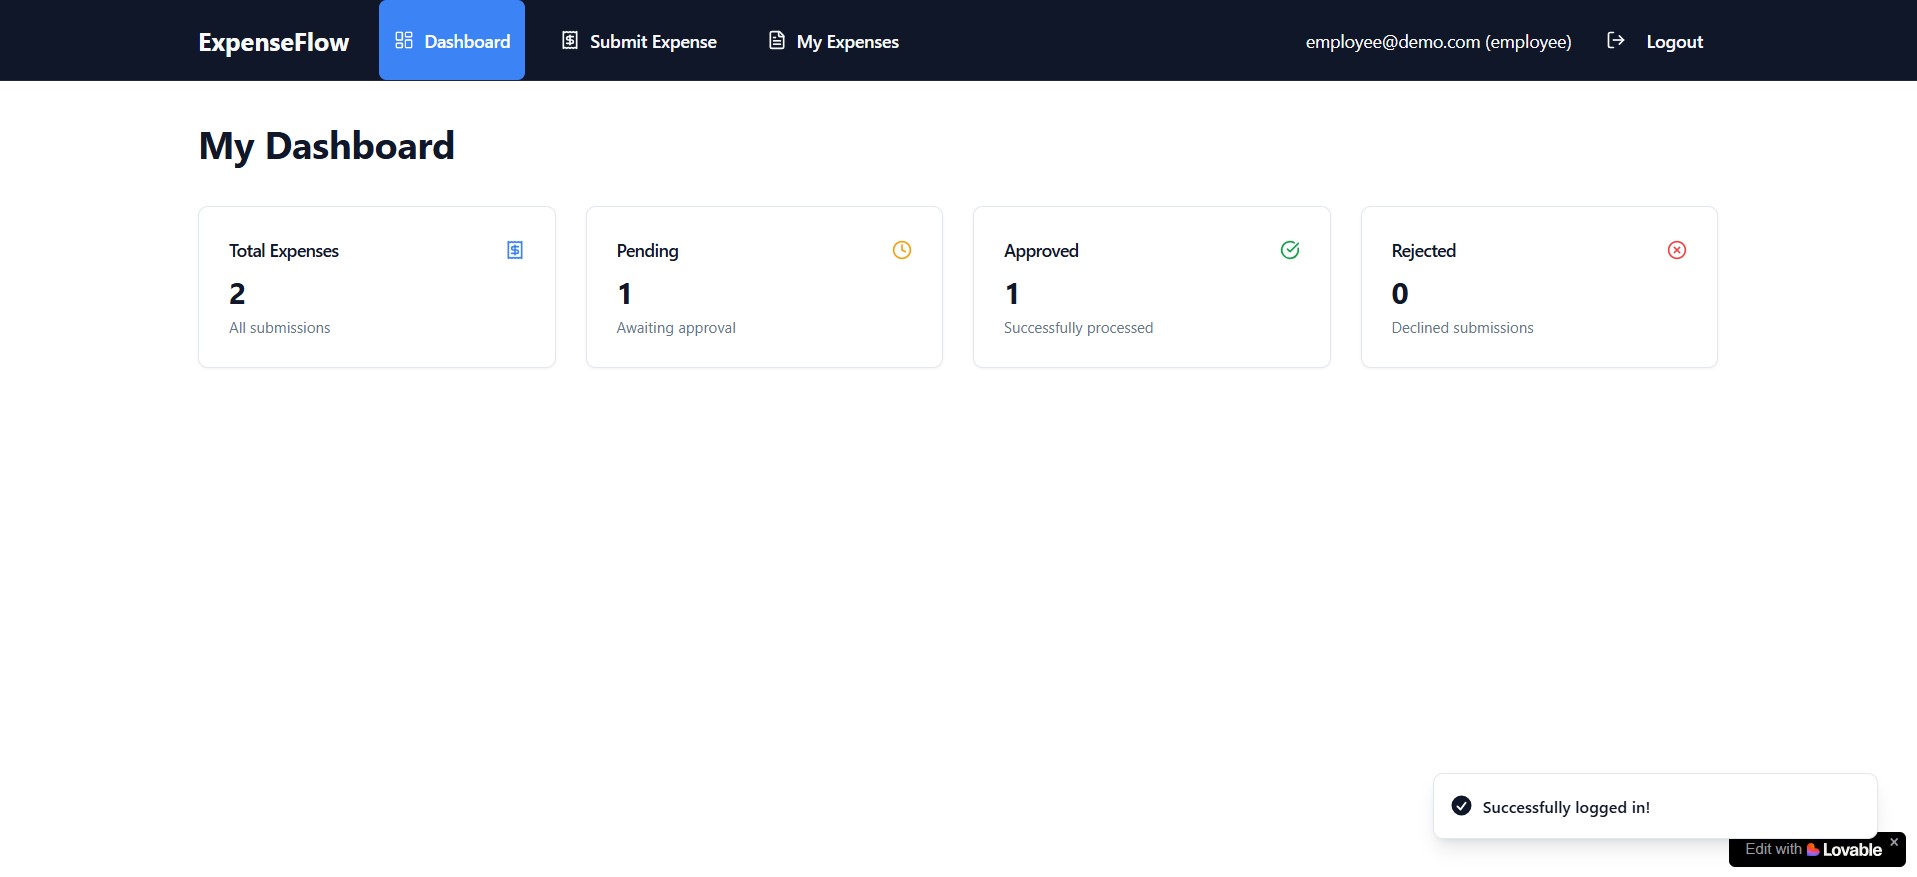 ExpenseFlow
Dashboard
Submit Expense
My Expenses
employee@demo.com (employee)
Logout
My Dashboard
Total Expenses
2
All submissions
Pending
1
Awaiting approval
Approved
1
Successfully processed
Rejected
0
Declined submissions
Successfully logged in!
Edit with Lovable